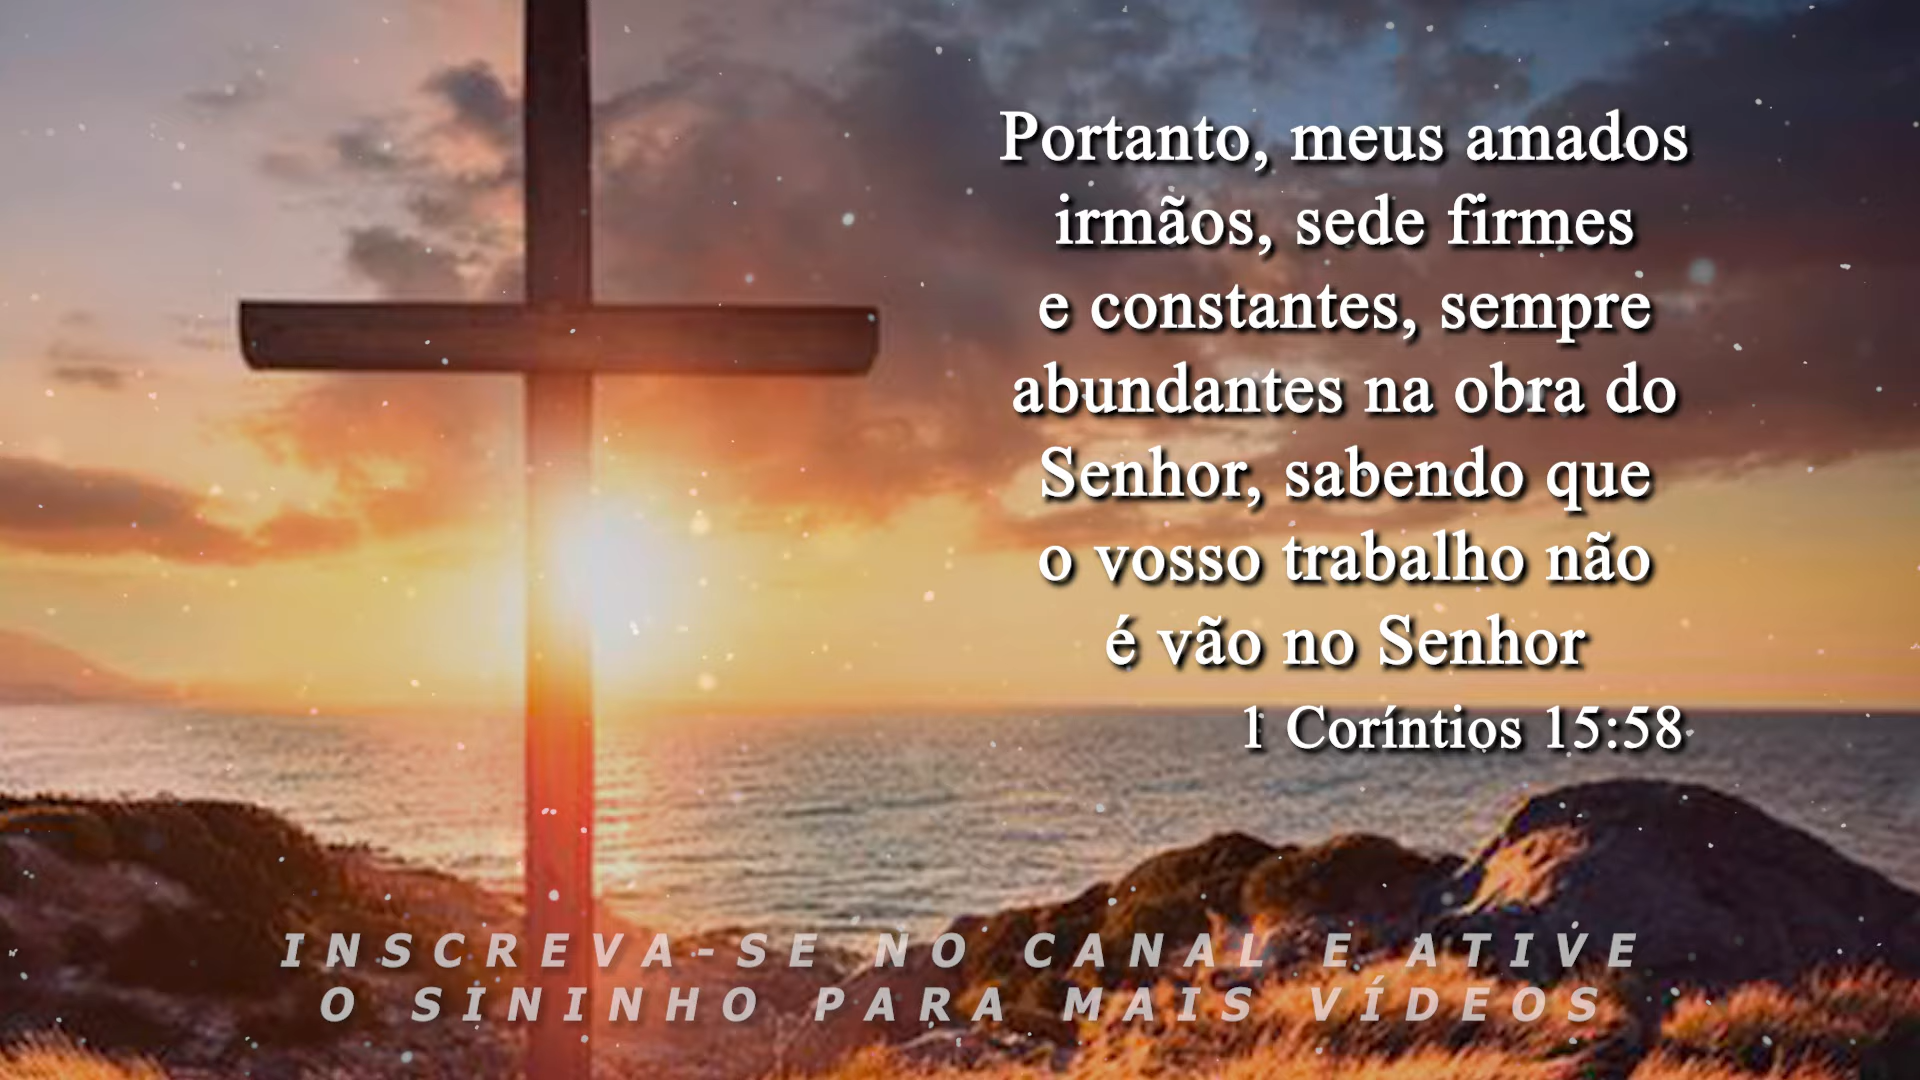 Portanto, meus amados
irmãos, sede firmes
e constantes, sempre
abundantes na obra do
Senhor, sabendo que
o vosso trabalho não
é vão no Senhor
1 Coríntios 15:58
INSCREVA-SE NO CANAL E ATIVE
O SININHO PARA MAIS VÍDEOS